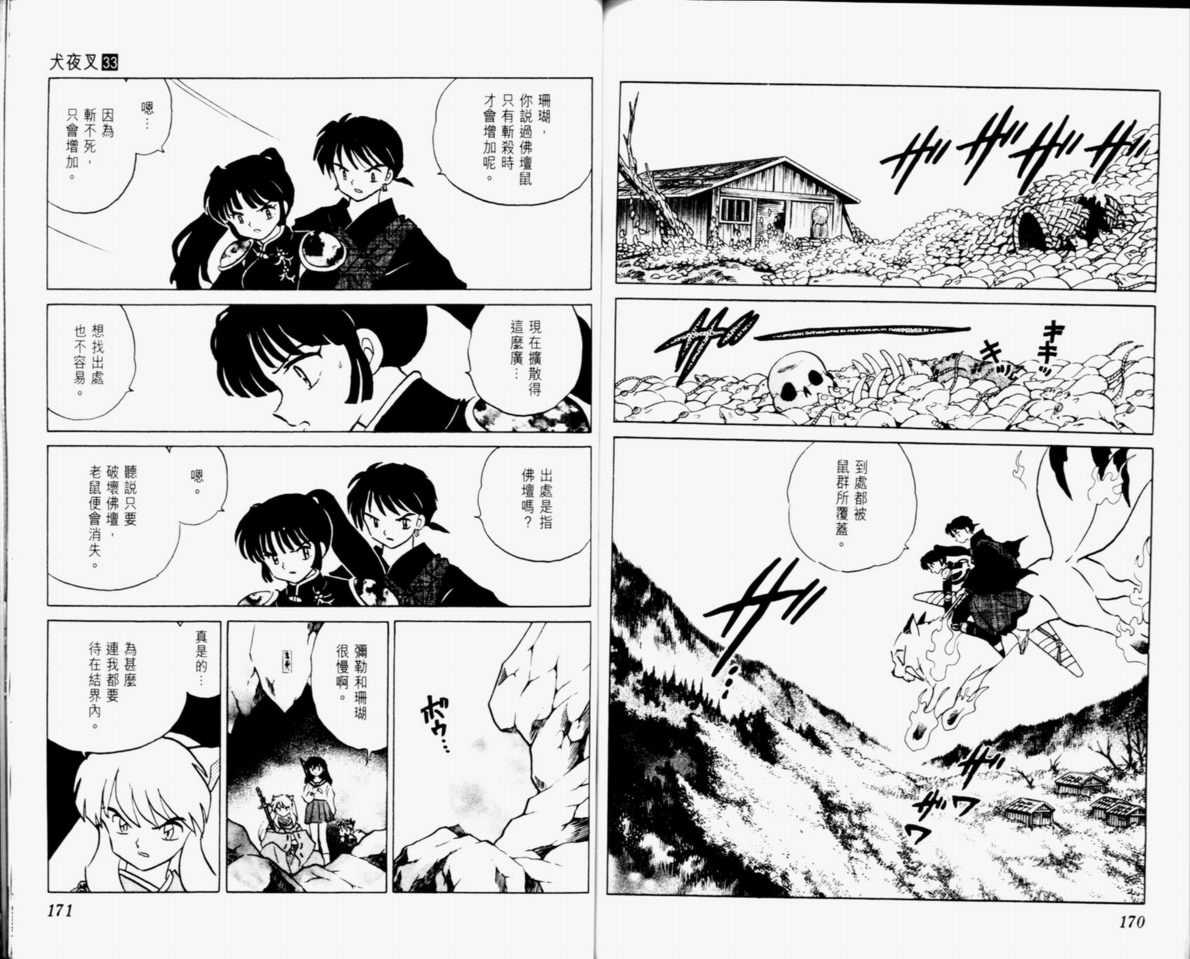 ザザザザ
ザザ
キキ
キキッ
到處都被
鼠群所覆蓋。
ザザ…
ザザ
ザワ
ワ
170
犬夜叉33
珊瑚，
你說過佛壇鼠
只有斬殺時
才會增加呢。
嗯…
因為
斬不死，
只會增加。
現在擴散得
這麼廣…
想找出處
也不容易。
出處是指
佛壇嗎？
嗯。
聽說只要
破壞佛壇，
老鼠便會消失。
ボウ…
彌勒和珊瑚
很慢啊。
真是的…
為甚麼
連我都要
待在結界內。
171